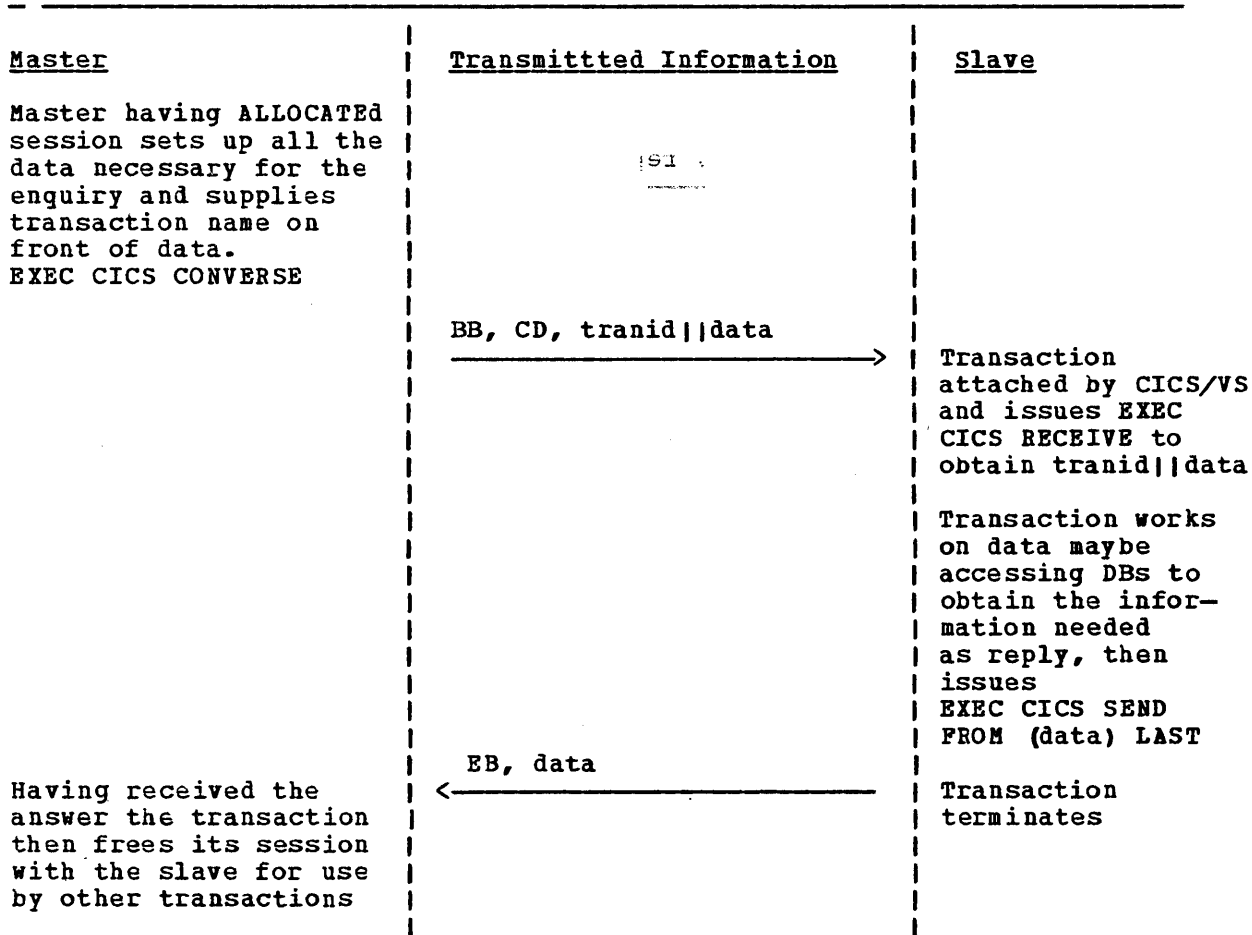 Master
Transmittted Information
Slave
Master having ALLOCATEd
session sets up all the
data necessary for the
enquiry and supplies
transaction name on
front of data.
EXEC CICS CONVERSE
BB, CD, tranid||data
Transaction
attached by CICS/VS
and issues EXEC
CICS RECEIVE to
obtain tranid||data
Transaction works
on data maybe
accessing DBs to
obtain the infor-
mation needed
as reply, then
issues
EXEC CICS SEND
FROM (data) LAST
EB, data
Transaction
terminates
Having received the
answer the transaction
then frees its session
with the slave for use
by other transactions